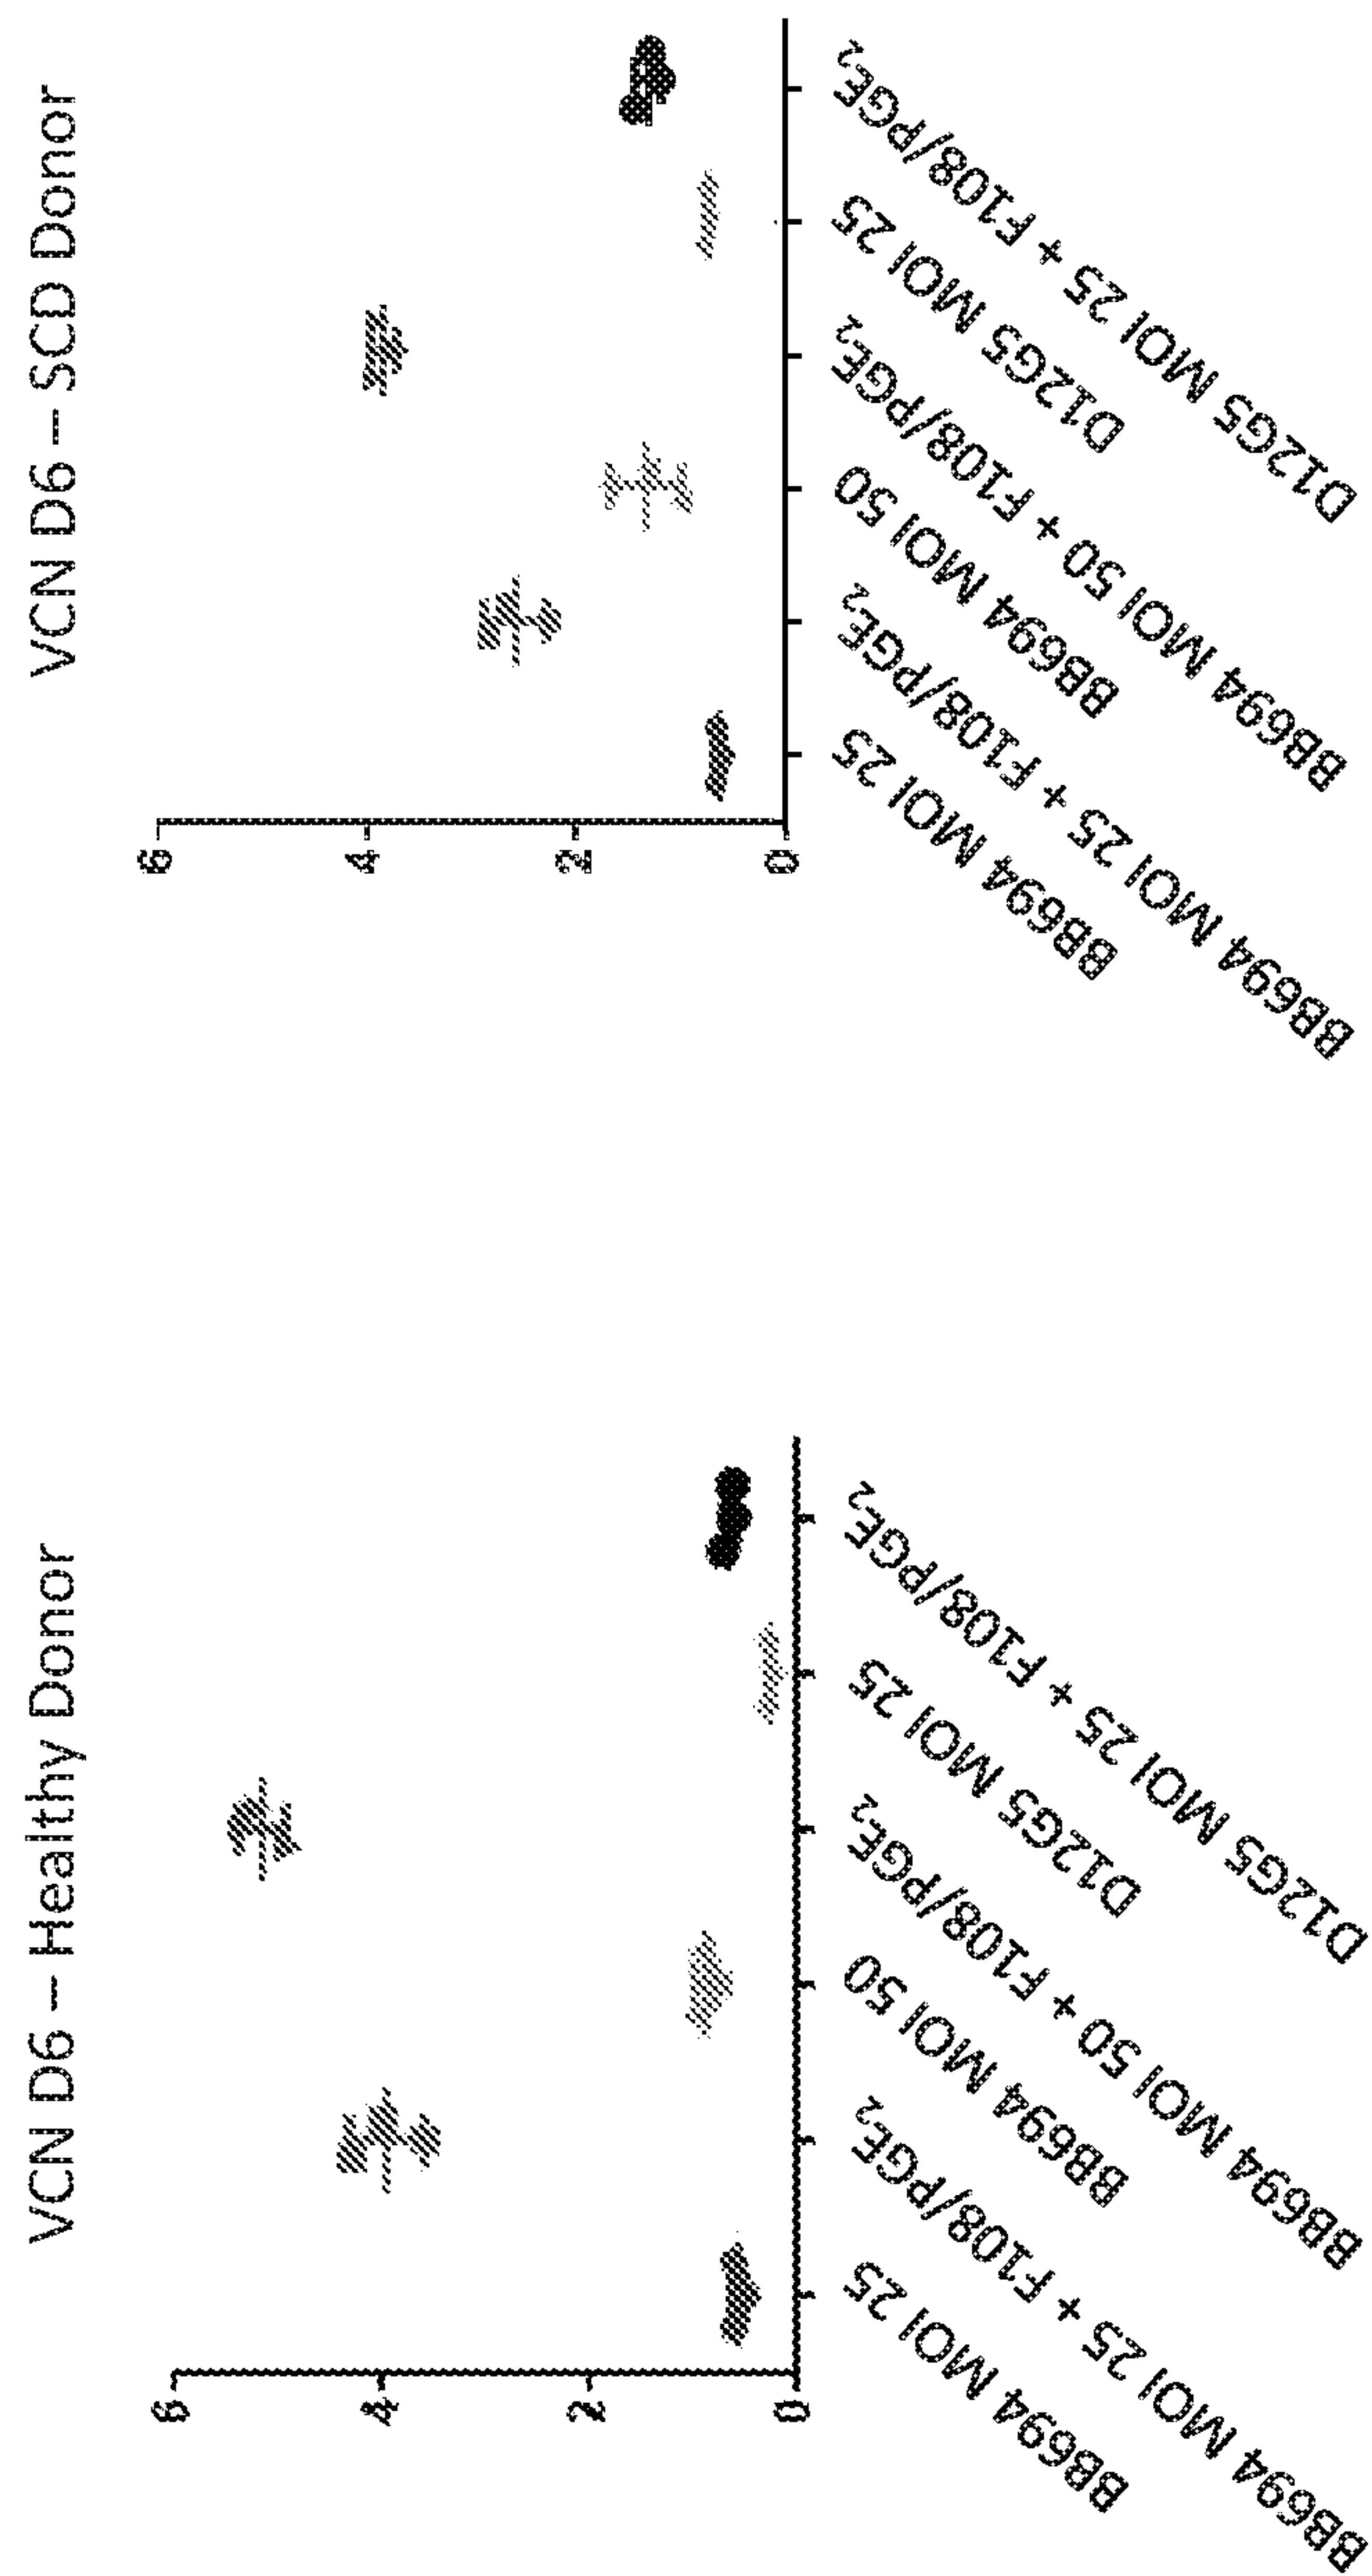 VCN D6 – Healthy Donor
6
4
2
0
BB694 MOI 25
BB694 MOI 25 + F108/PGE₂
BB694 MOI 50
BB694 MOI 50 + F108/PGE₂
D12G5 MOI 25
D12G5 MOI 25 + F108/PGE₂
VCN D6 – SCD Donor
6
4
2
0
BB694 MOI 25
BB694 MOI 25 + F108/PGE₂
BB694 MOI 50
BB694 MOI 50 + F108/PGE₂
D12G5 MOI 25
D12G5 MOI 25 + F108/PGE₂